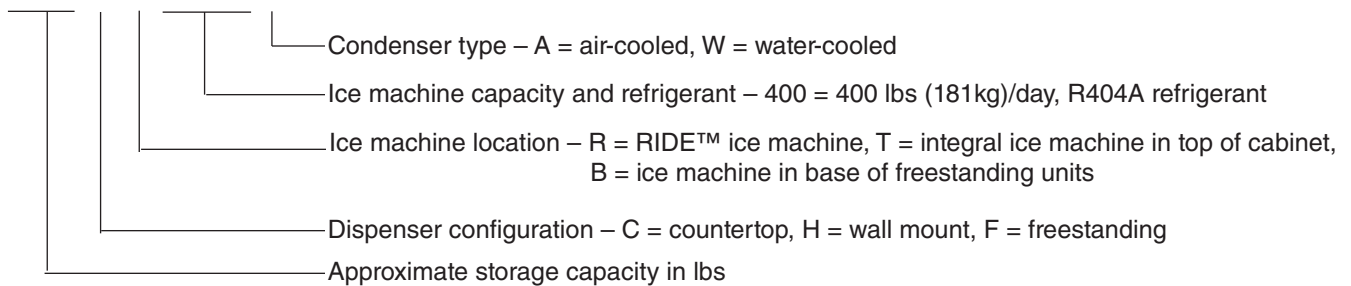 Condenser type – A = air-cooled, W = water-cooled
Ice machine capacity and refrigerant – 400 = 400 lbs (181kg)/day, R404A refrigerant
Ice machine location – R = RIDE™ ice machine, T = integral ice machine in top of cabinet,
B = ice machine in base of freestanding units
Dispenser configuration – C = countertop, H = wall mount, F = freestanding
Approximate storage capacity in lbs